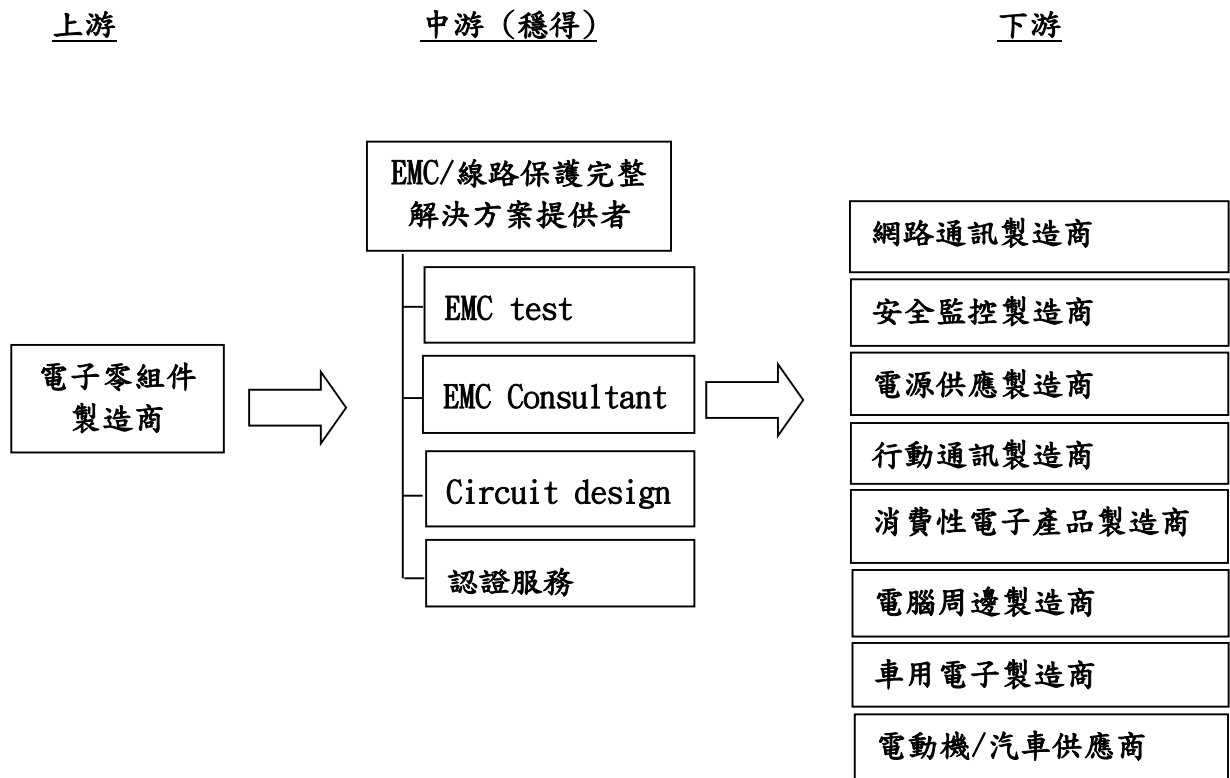 上游
中游（穩得）
下游
EMC/線路保護完整
解決方案提供者
EMC test
EMC Consultant
Circuit design
認證服務
電子零組件
製造商
網路通訊製造商
安全監控製造商
電源供應製造商
行動通訊製造商
消費性電子產品製造商
電腦周邊製造商
車用電子製造商
電動機/汽車供應商